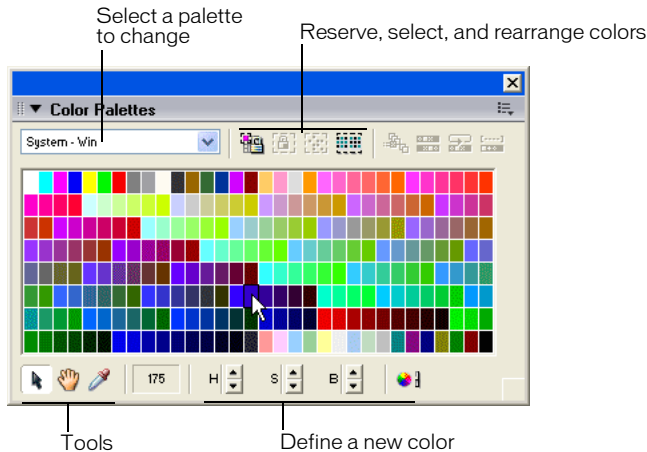 Select a palette
to change
Reserve, select, and rearrange colors
Color Palettes
System - Win
175
H
S
B
Tools
Define a new color